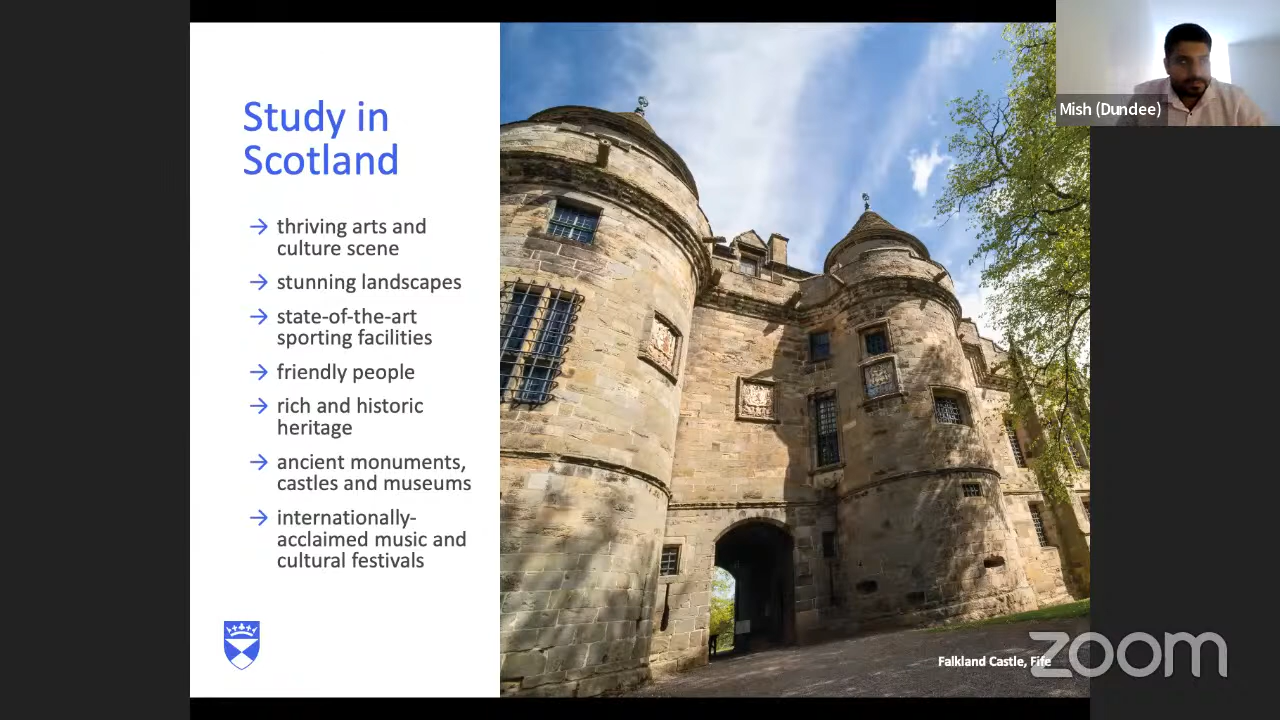 Study in
Scotland
→ thriving arts and
culture scene
→ stunning landscapes
→ state-of-the-art
sporting facilities
→ friendly people
→ rich and historic
heritage
→ ancient monuments,
castles and museums
→ internationally-
acclaimed music and
cultural festivals
Mish (Dundee)
Falkland Castle, Fife
zoom